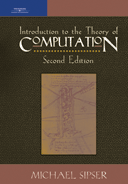 Introduction to the Theory of
COMPUTATION
Second Edition
MICHAEL SIPSER